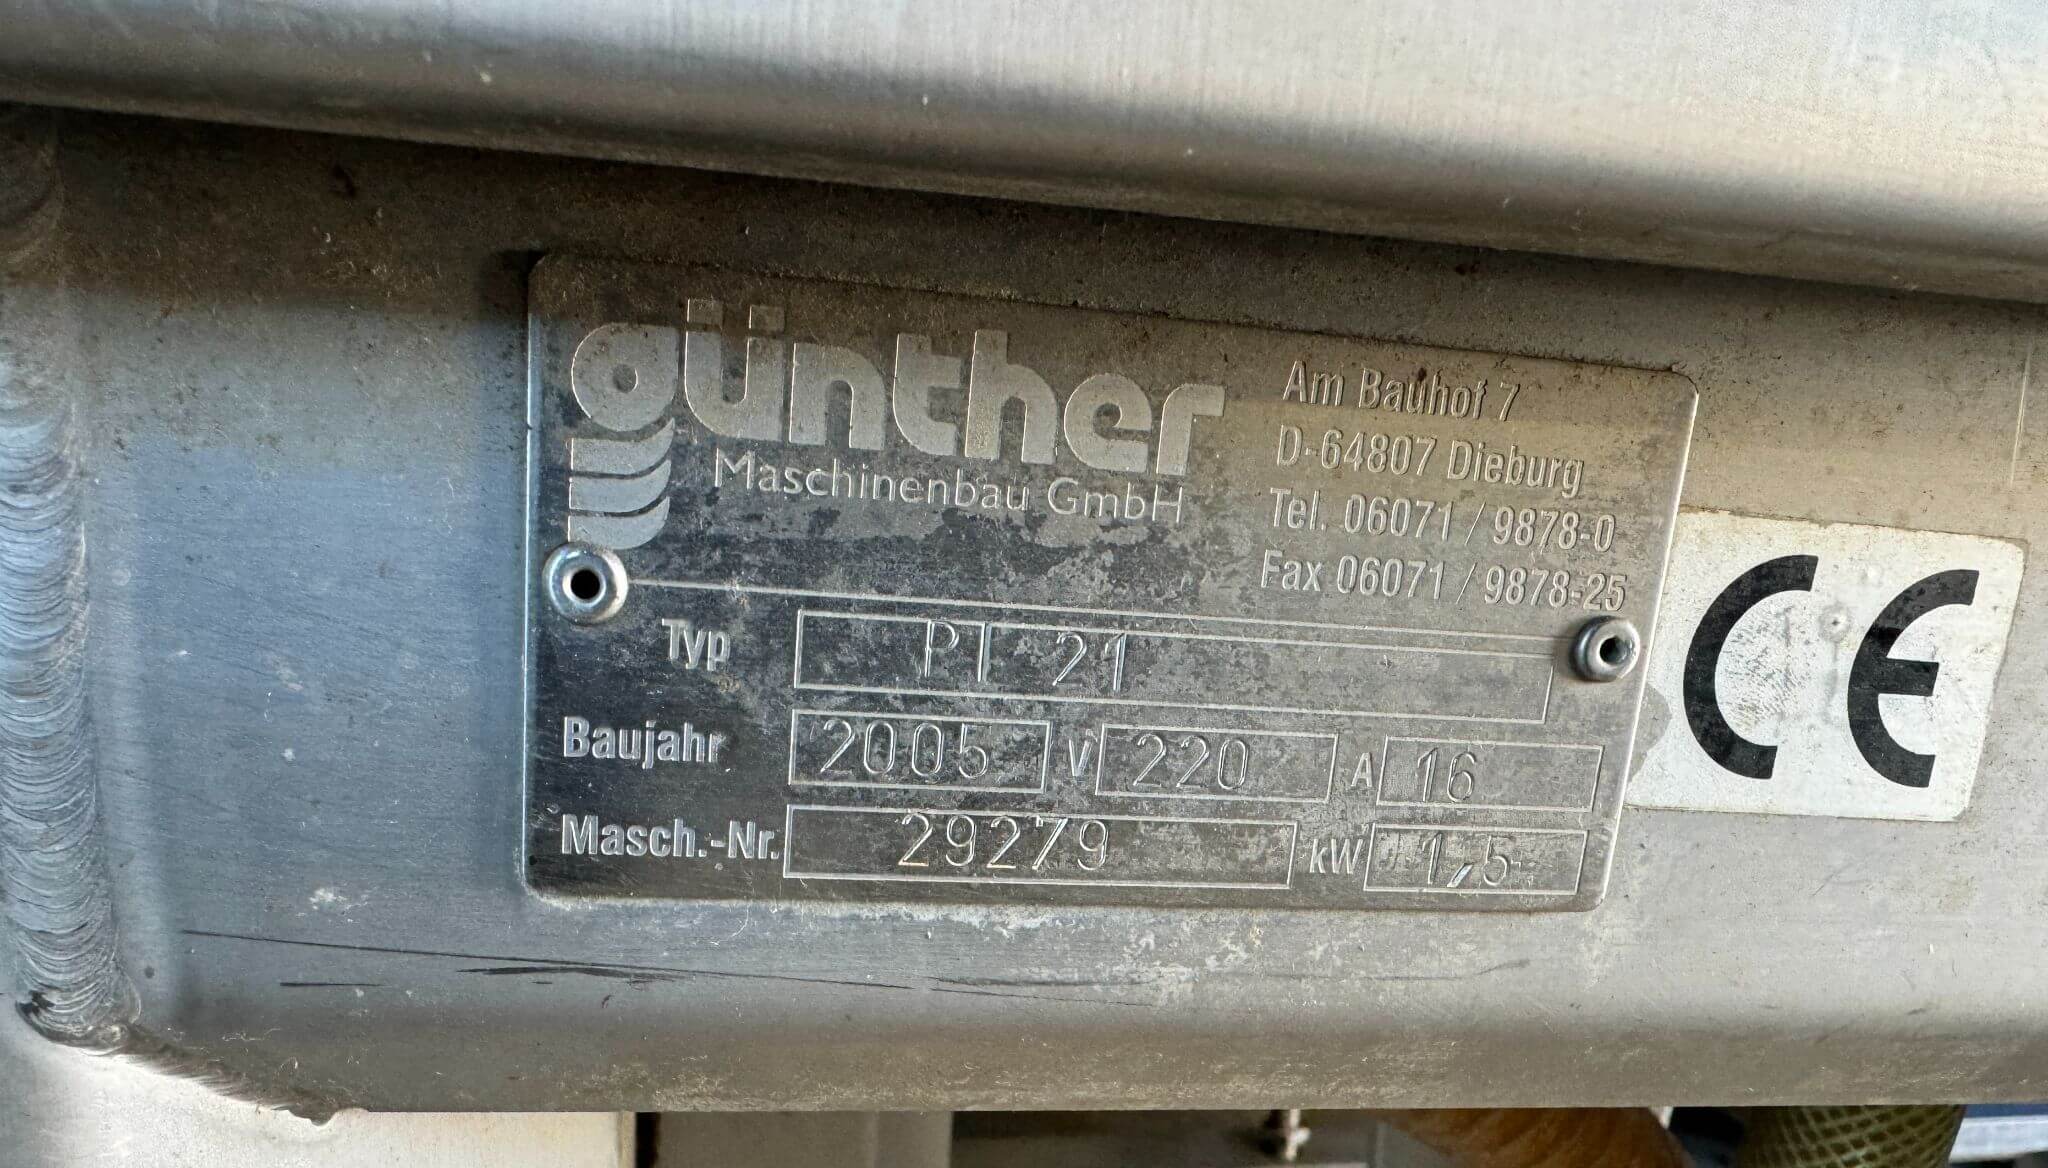 günther
Maschinenbau GmbH
Am Bauhof 7
D-64807 Dieburg
Tel. 06071 / 9878-0
Fax 06071 / 9878-25
Typ PI 21
Baujahr 2005 V 220 A 16
Masch.-Nr. 29279 kW 1,5
CE